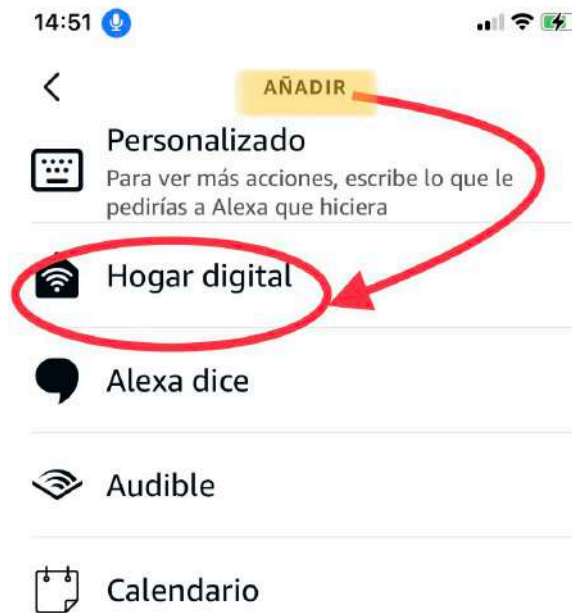 14:51
AÑADIR
Personalizado
Para ver más acciones, escribe lo que le
pedirías a Alexa que hiciera
Hogar digital
Alexa dice
Audible
Calendario